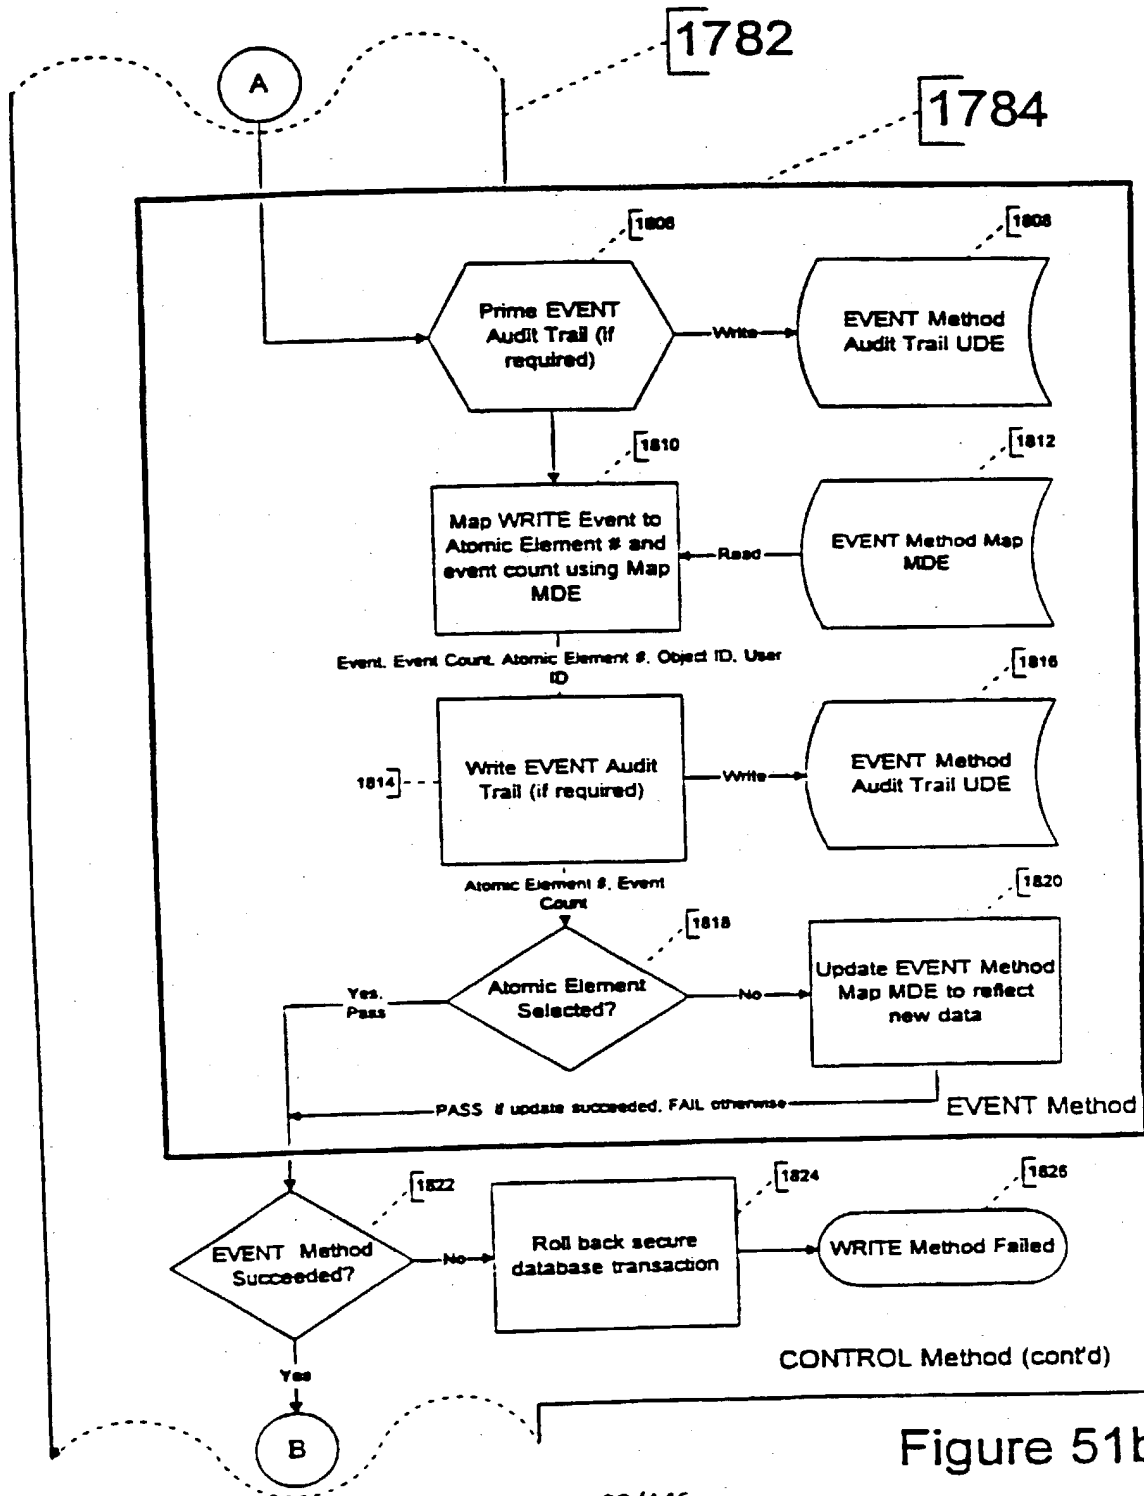 1782
A
1784
1806
1808
Prime EVENT
Audit Trail (if
required)
Write
EVENT Method
Audit Trail UDE
1810
1812
Map WRITE Event to
Atomic Element # and
event count using Map
MDE
Read
EVENT Method Map
MDE
Event, Event Count, Atomic Element #, Object ID, User
ID
1816
1814
Write EVENT Audit
Trail (if required)
Write
EVENT Method
Audit Trail UDE
Atomic Element #, Event
Count
1820
1818
Yes,
Pass
Atomic Element
Selected?
No
Update EVENT Method
Map MDE to reflect
new data
PASS if update succeeded, FAIL otherwise
EVENT Method
1822
1824
1826
EVENT Method
Succeeded?
No
Roll back secure
database transaction
WRITE Method Failed
Yes
CONTROL Method (cont'd)
B
Figure 51b